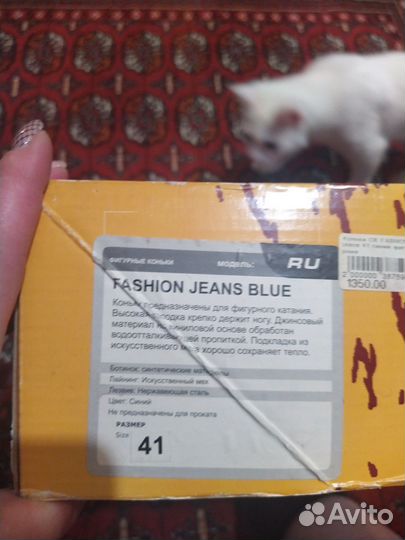 ФИГУРНЫЕ КОНЬКИ МОДЕЛЬ: RU
FASHION JEANS BLUE
Коньки предназначены для фигурного катания.
Высокая колодка крепко держит ногу. Джинсовый
материал на виниловой основе обработан
водоотталкивающей пропиткой. Подкладка из
искусственного меха хорошо сохраняет тепло.
Ботинок: синтетические материалы
Лайнинг: Искусственный мех
Лезвие: Нержавеющая сталь
Цвет: Синий
Не предназначены для проката
РАЗМЕР
Size 41
1350.00
Avito